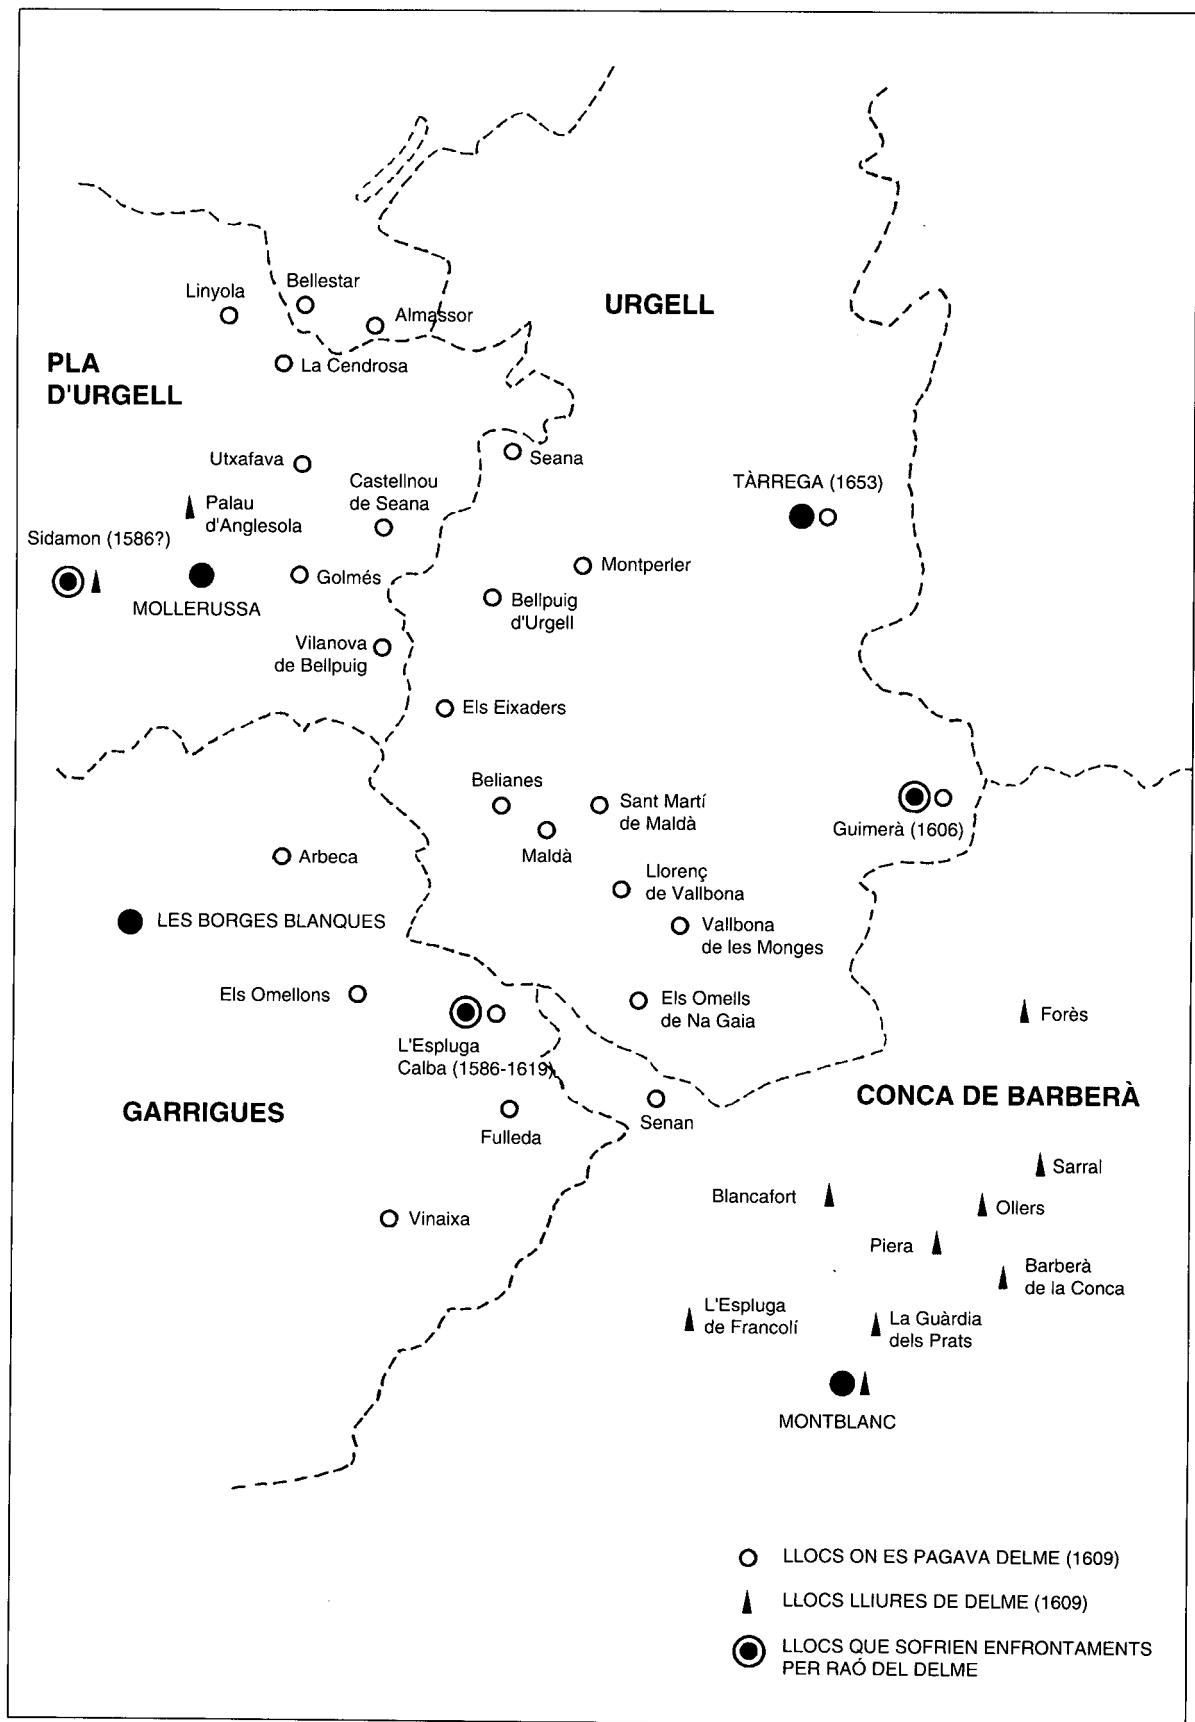 Linyola
Bellestar
Almassor
URGELL
La Cendrosa
PLA
D'URGELL
Utxafava
Seana
Castellnou
de Seana
TÀRREGA (1653)
Palau
d'Anglesola
Sidamon (1586?)
Golmés
MOLLERUSSA
Montperler
Bellpuig
d'Urgell
Vilanova
de Bellpuig
Els Eixaders
Belianes
Sant Martí
de Maldà
Maldà
Guimerà (1606)
Arbeca
Llorenç
de Vallbona
LES BORGES BLANQUES
Vallbona
de les Monges
Els Omellons
Els Omells
de Na Gaia
Forès
L'Espluga
Calba (1586-1619)
GARRIGUES
CONCA DE BARBERÀ
Fulleda
Senan
Sarral
Blancafort
Ollers
Vinaixa
Piera
Barberà
de la Conca
L'Espluga
de Francolí
La Guàrdia
dels Prats
MONTBLANC
LLOCS ON ES PAGAVA DELME (1609)
LLOCS LLIURES DE DELME (1609)
LLOCS QUE SOFRIEN ENFRONTAMENTS
PER RAÓ DEL DELME